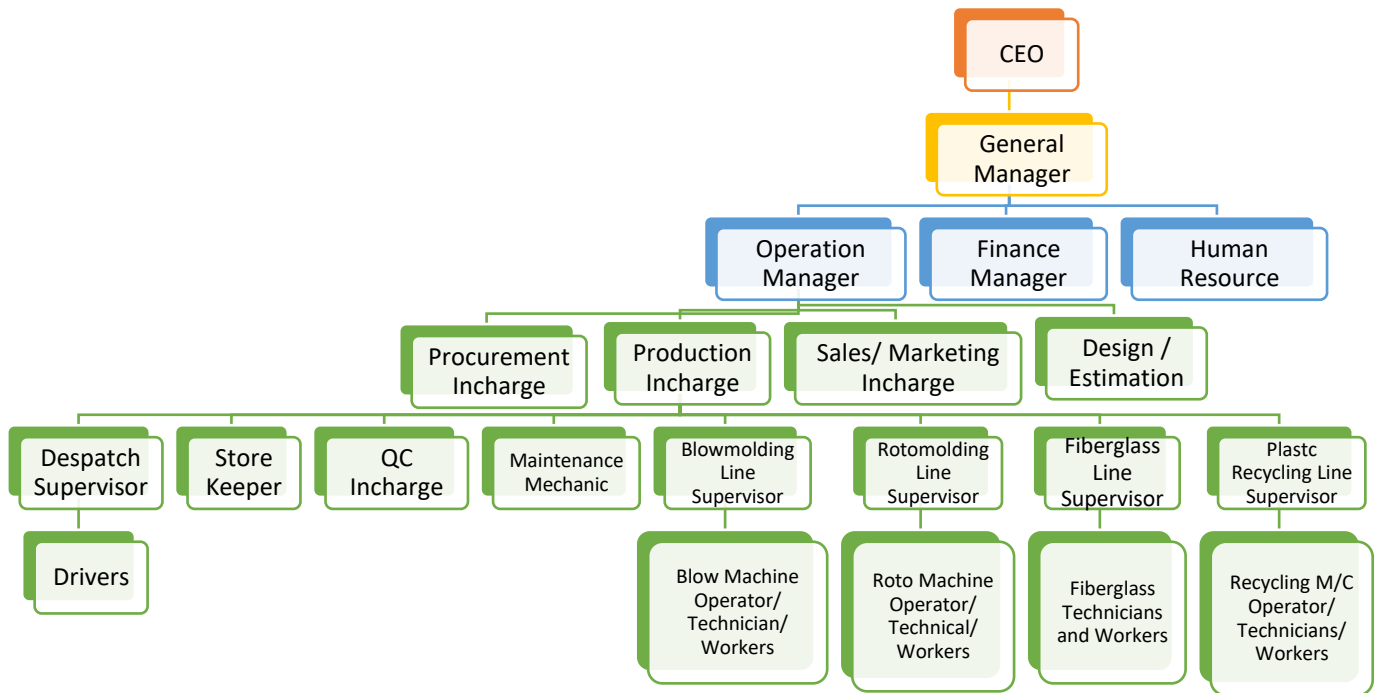 CEO
General
Manager
Operation
Manager
Finance
Manager
Human
Resource
Procurement
Incharge
Production
Incharge
Sales/ Marketing
Incharge
Design /
Estimation
Despatch
Supervisor
Store
Keeper
QC
Incharge
Maintenance
Mechanic
Blowmolding
Line
Supervisor
Rotomolding
Line
Supervisor
Fiberglass
Line
Supervisor
Plastc
Recycling Line
Supervisor
Drivers
Blow Machine
Operator/
Technician/
Workers
Roto Machine
Operator/
Technical/
Workers
Fiberglass
Technicians
and Workers
Recycling M/C
Operator/
Technicians/
Workers